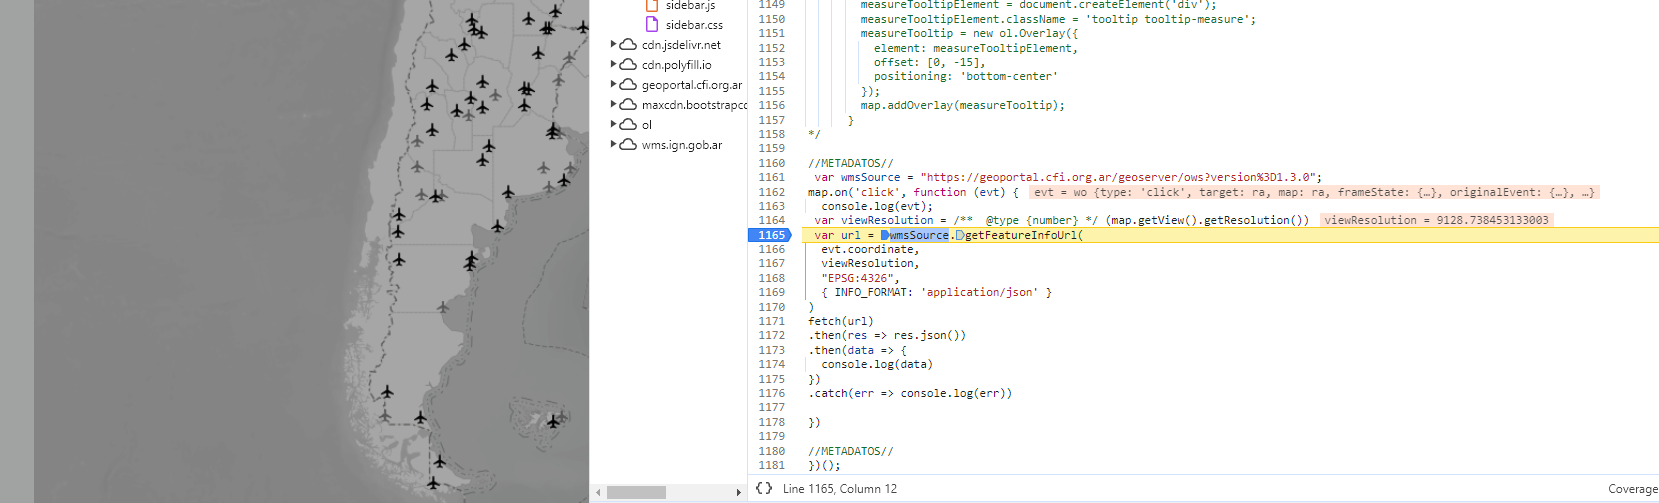 sidebar.js
sidebar.css
cdn.jsdelivr.net
cdn.polyfill.io
geoportal.cfi.org.ar
maxcdn.bootstrapcc
ol
wms.ign.gob.ar
1149 measureTooltipElement = document.createElement('div');
1150 measureTooltipElement.className = 'tooltip tooltip-measure';
1151 measureTooltip = new ol.Overlay({
1152 element: measureTooltipElement,
1153 offset: [0, -15],
1154 positioning: 'bottom-center'
1155 });
1156 map.addOverlay(measureTooltip);
1157 }
1158 */
1159
1160 //METADATOS//
1161 var wmsSource = "https://geoportal.cfi.org.ar/geoserver/ows?version%3D1.3.0";
1162 map.on('click', function (evt) { evt = wo {type: 'click', target: ra, map: ra, frameState: {…}, originalEvent: {…}, …}
1163 console.log(evt);
1164 var viewResolution = /** @type {number} */ (map.getView().getResolution()) viewResolution = 9128.738453133003
1165 var url = wmsSource.getFeatureInfoUrl(
1166 evt.coordinate,
1167 viewResolution,
1168 "EPSG:4326",
1169 { INFO_FORMAT: 'application/json' }
1170 )
1171 fetch(url)
1172 .then(res => res.json())
1173 .then(data => {
1174 console.log(data)
1175 })
1176 .catch(err => console.log(err))
1177
1178 })
1179
1180 //METADATOS//
1181 })();
{} Line 1165, Column 12
Coverage